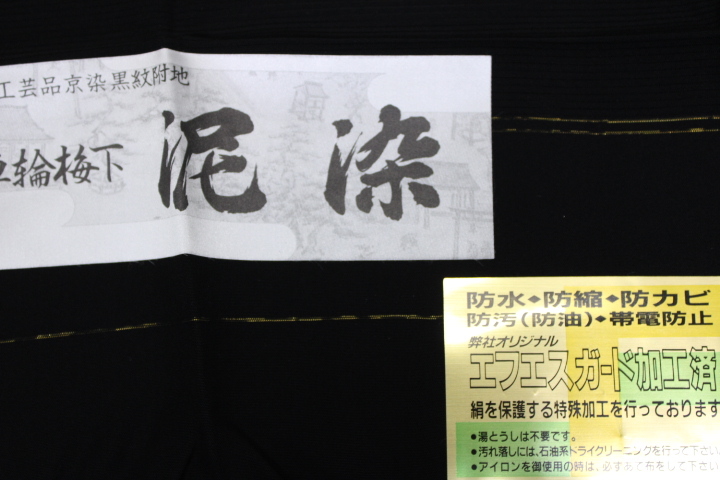 工芸品京染黒紋附地
車輪梅下
泥染
防水◆防縮◆防カビ
防汚(防油)◆帯電防止
弊社オリジナル
エフエスガード加工済
絹を保護する特殊加工を行っております
●湯とうしは不要です。
●汚れ落しには、石油系ドライクリーニングを行って下さい。
●アイロンを御使用の時は、必ずあて布をして下さい